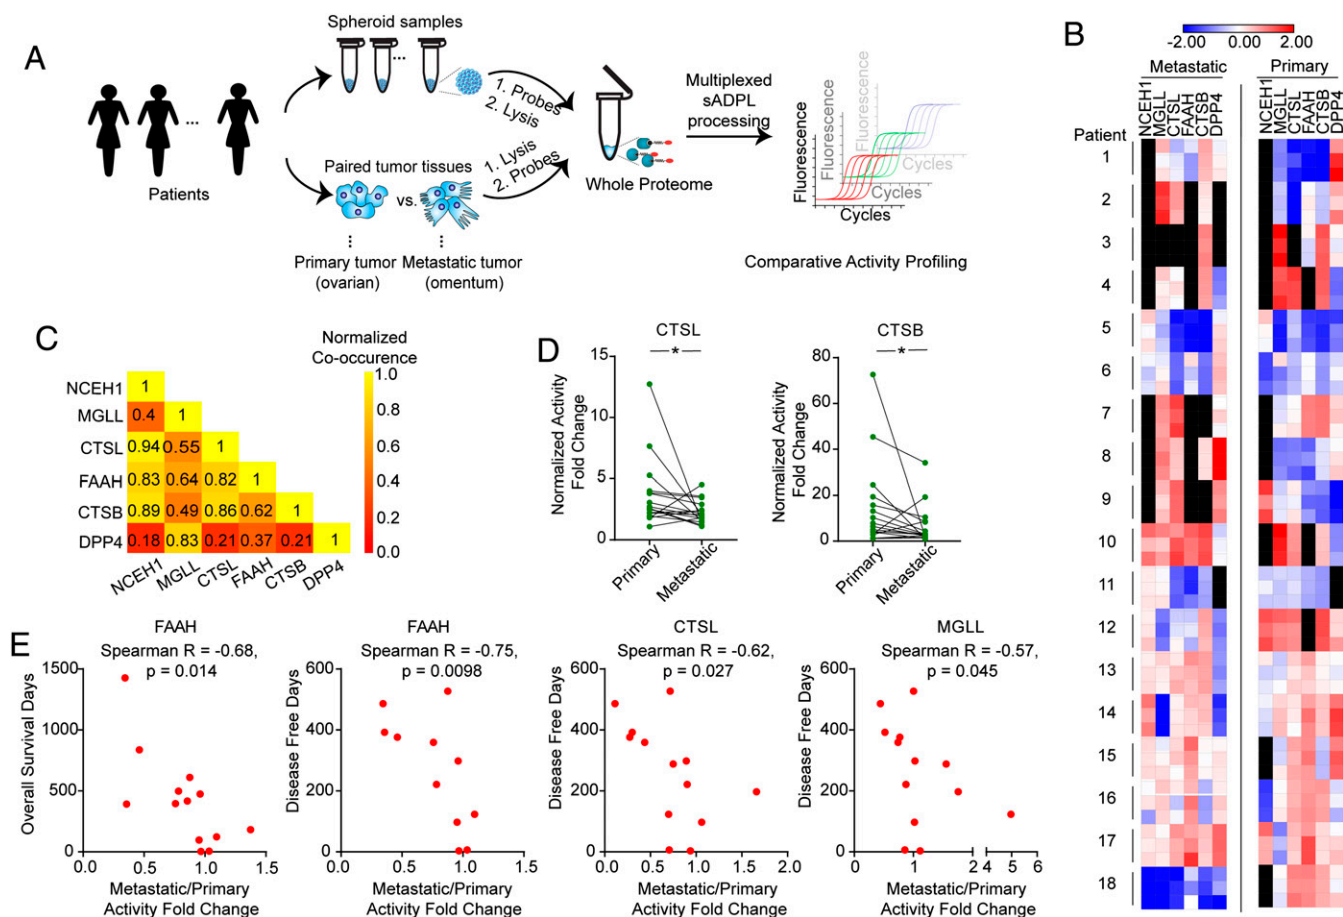 A
Spheroid samples
...
1. Probes
2. Lysis
...
Patients
Paired tumor tissues
vs.
1. Lysis
2. Probes
Primary tumor
(ovarian)
Metastatic tumor
(omentum)
Whole Proteome
Multiplexed
sADPL
processing
Fluorescence
Cycles
Fluorescence
Cycles
Fluorescence
Cycles
Comparative Activity Profiling
B
-2.00 0.00 2.00
Metastatic Primary
NCEH1 MGLL CTSL FAAH CTSB DPP4
NCEH1 MGLL CTSL FAAH CTSB DPP4
Patient
1
2
3
4
5
6
7
8
9
10
11
12
13
14
15
16
17
18
C
Normalized
Co-occurence
NCEH1 1
MGLL 0.4 1
CTSL 0.94 0.55 1
FAAH 0.83 0.64 0.82 1
CTSB 0.89 0.49 0.86 0.62 1
DPP4 0.18 0.83 0.21 0.37 0.21 1
NCEH1 MGLL CTSL FAAH CTSB DPP4
1.0
0.8
0.6
0.4
0.2
0.0
D
CTSL
*
Normalized Activity
Fold Change
15
10
5
0
Primary
Metastatic
CTSB
*
Normalized Activity
Fold Change
80
60
40
20
0
Primary
Metastatic
E
FAAH
Spearman R = -0.68,
p = 0.014
Overall Survival Days
1500
1000
500
0
0.0 0.5 1.0 1.5
Metastatic/Primary
Activity Fold Change
FAAH
Spearman R = -0.75,
p = 0.0098
Disease Free Days
600
400
200
0
0.0 0.5 1.0 1.5
Metastatic/Primary
Activity Fold Change
CTSL
Spearman R = -0.62,
p = 0.027
Disease Free Days
600
400
200
0
0.0 0.5 1.0 1.5 2.0
Metastatic/Primary
Activity Fold Change
MGLL
Spearman R = -0.57,
p = 0.045
Disease Free Days
600
400
200
0
0 1 2 4 5 6
Metastatic/Primary
Activity Fold Change